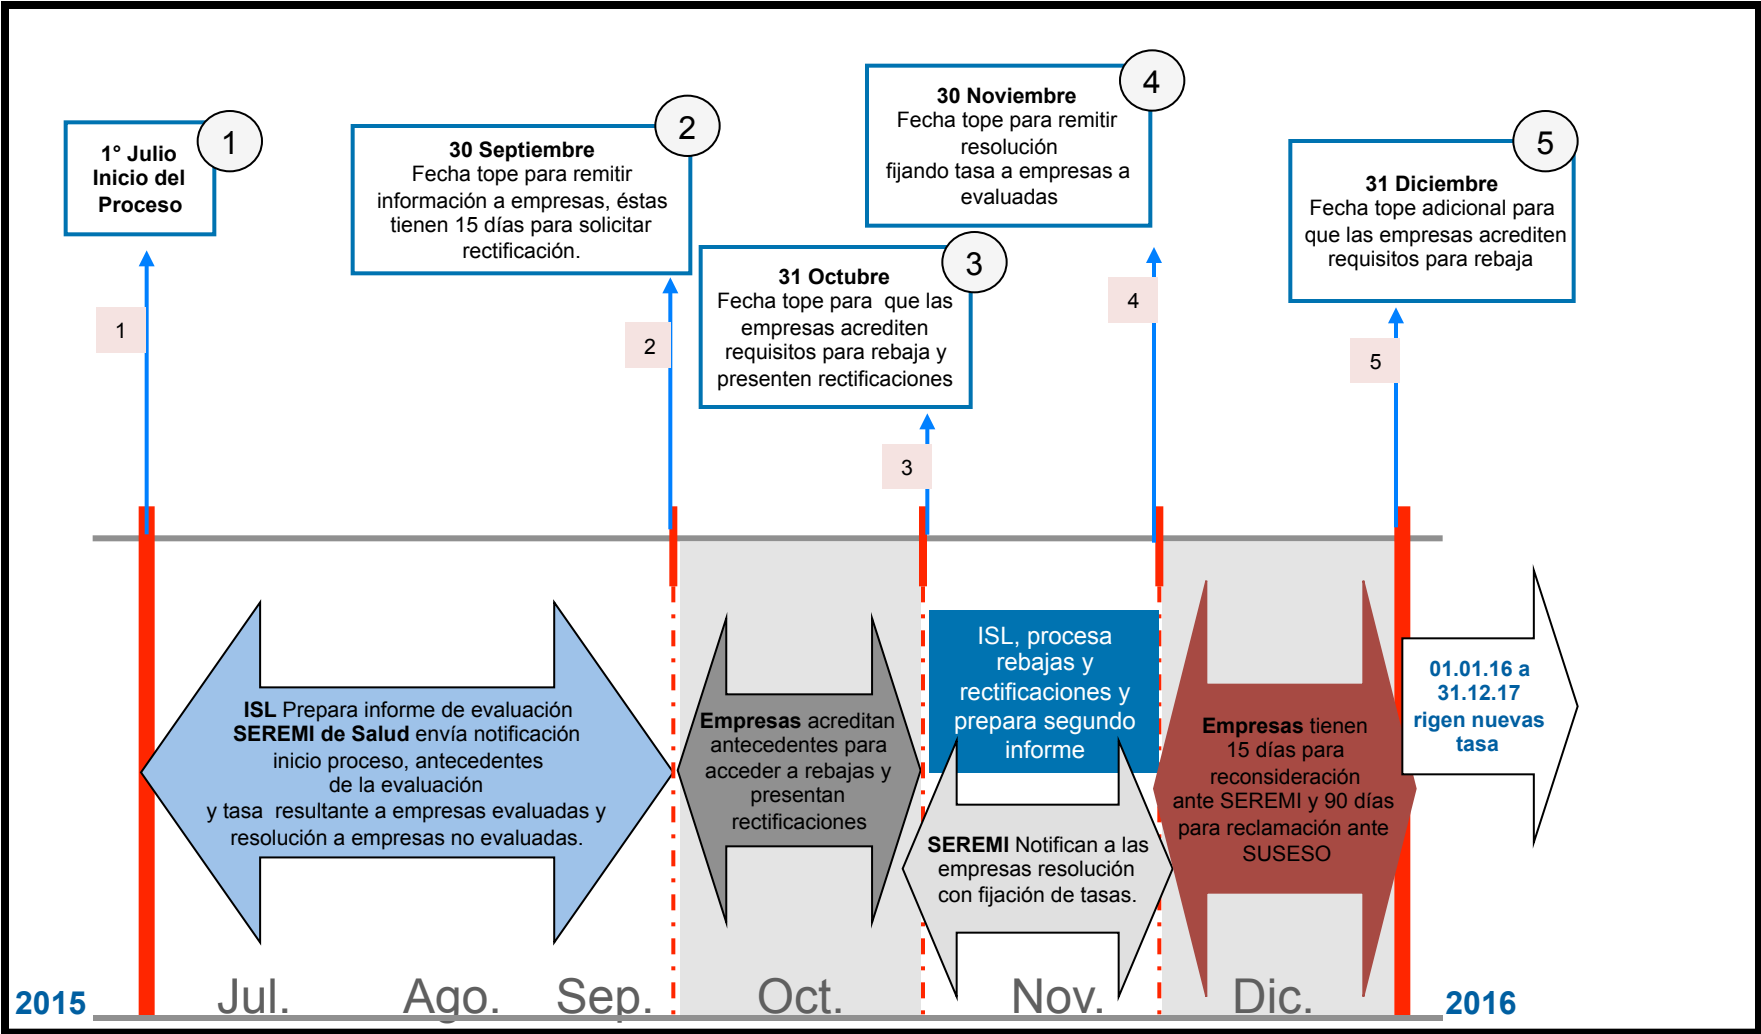 1° Julio
Inicio del
Proceso
1
30 Septiembre
Fecha tope para remitir
información a empresas, éstas
tienen 15 días para solicitar
rectificación.
2
31 Octubre
Fecha tope para que las
empresas acrediten
requisitos para rebaja y
presenten rectificaciones
3
30 Noviembre
Fecha tope para remitir
resolución
fijando tasa a empresas a
evaluadas
4
31 Diciembre
Fecha tope adicional para
que las empresas acrediten
requisitos para rebaja
5
1
2
3
4
5
ISL Prepara informe de evaluación
SEREMI de Salud envía notificación
inicio proceso, antecedentes
de la evaluación
y tasa resultante a empresas evaluadas y
resolución a empresas no evaluadas.
Empresas acreditan
antecedentes para
acceder a rebajas y
presentan
rectificaciones
ISL, procesa
rebajas y
rectificaciones y
prepara segundo
informe
SEREMI Notifican a las
empresas resolución
con fijación de tasas.
Empresas tienen
15 días para
reconsideración
ante SEREMI y 90 días
para reclamación ante
SUSESO
01.01.16 a
31.12.17
rigen nuevas
tasa
2015
Jul.
Ago.
Sep.
Oct.
Nov.
Dic.
2016